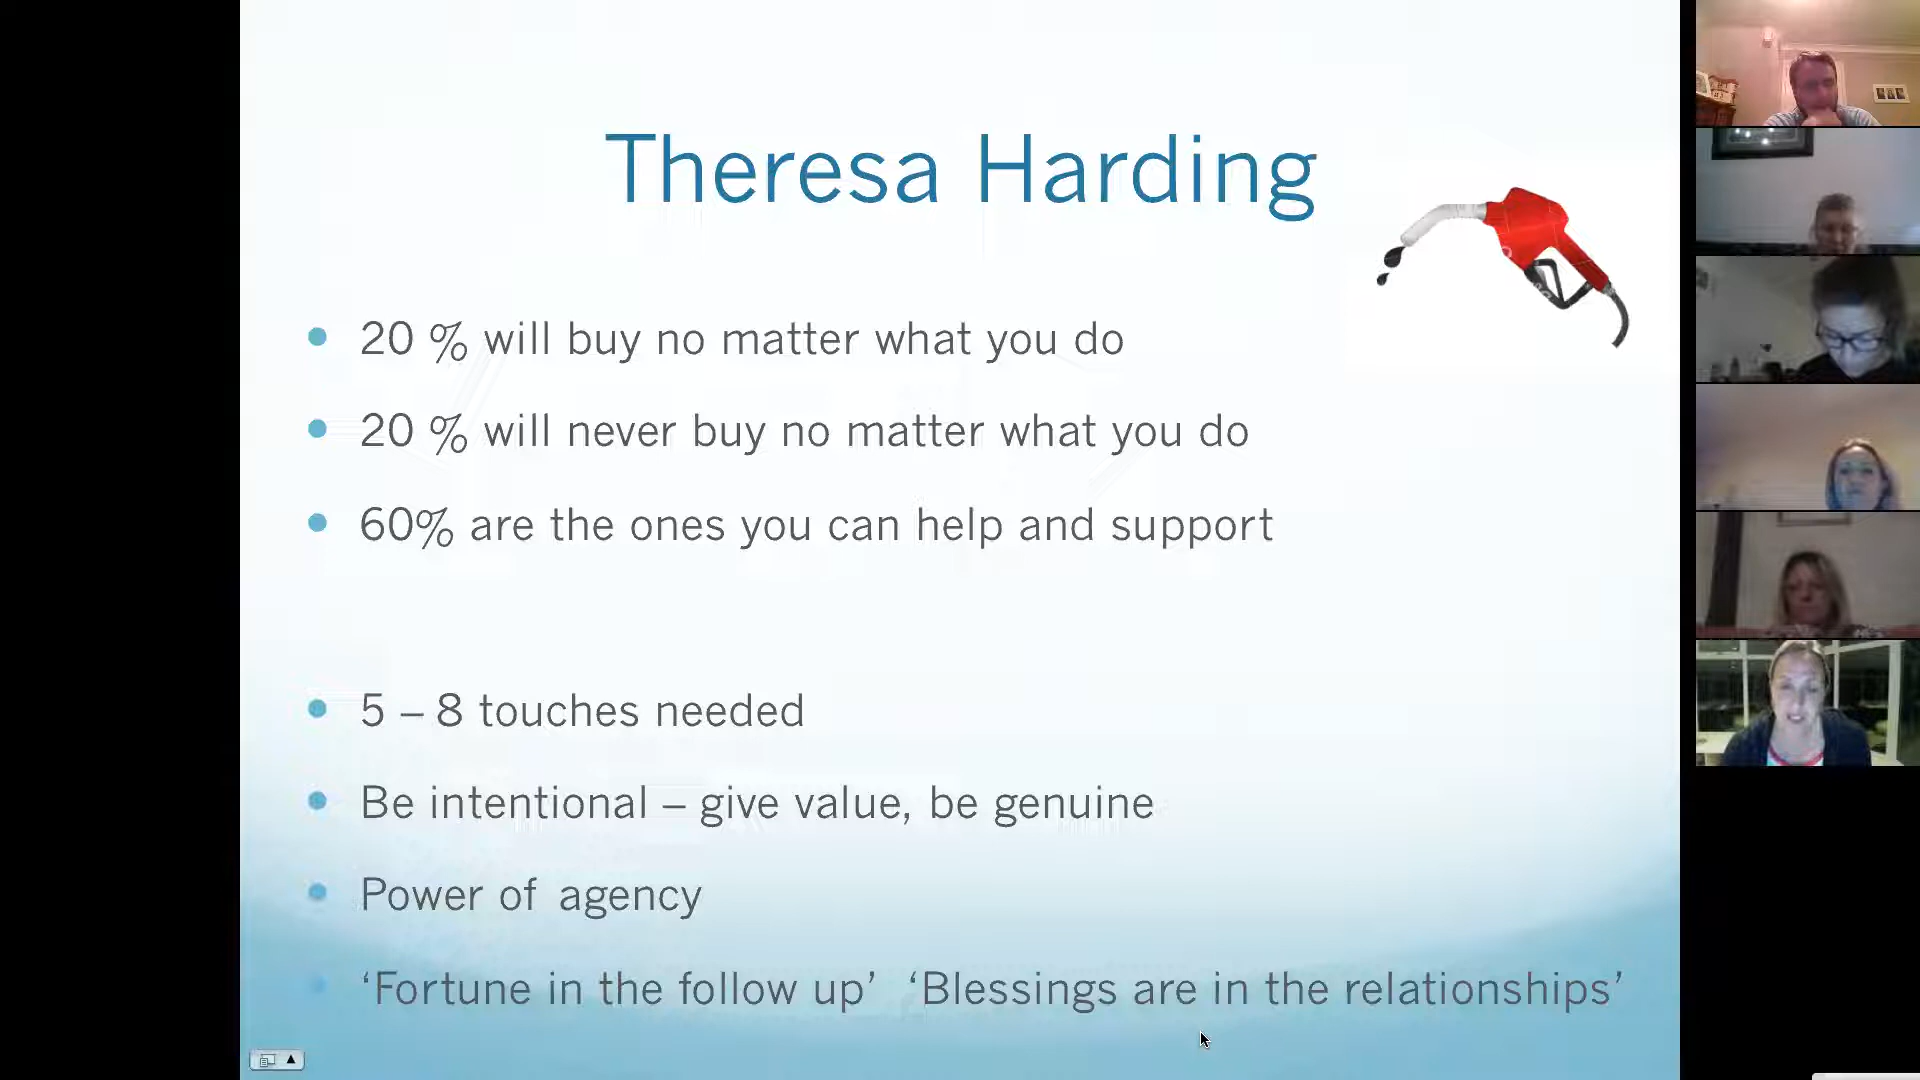 Theresa Harding
20 % will buy no matter what you do
20 % will never buy no matter what you do
60% are the ones you can help and support
5 – 8 touches needed
Be intentional – give value, be genuine
Power of agency
‘Fortune in the follow up’ ‘Blessings are in the relationships’